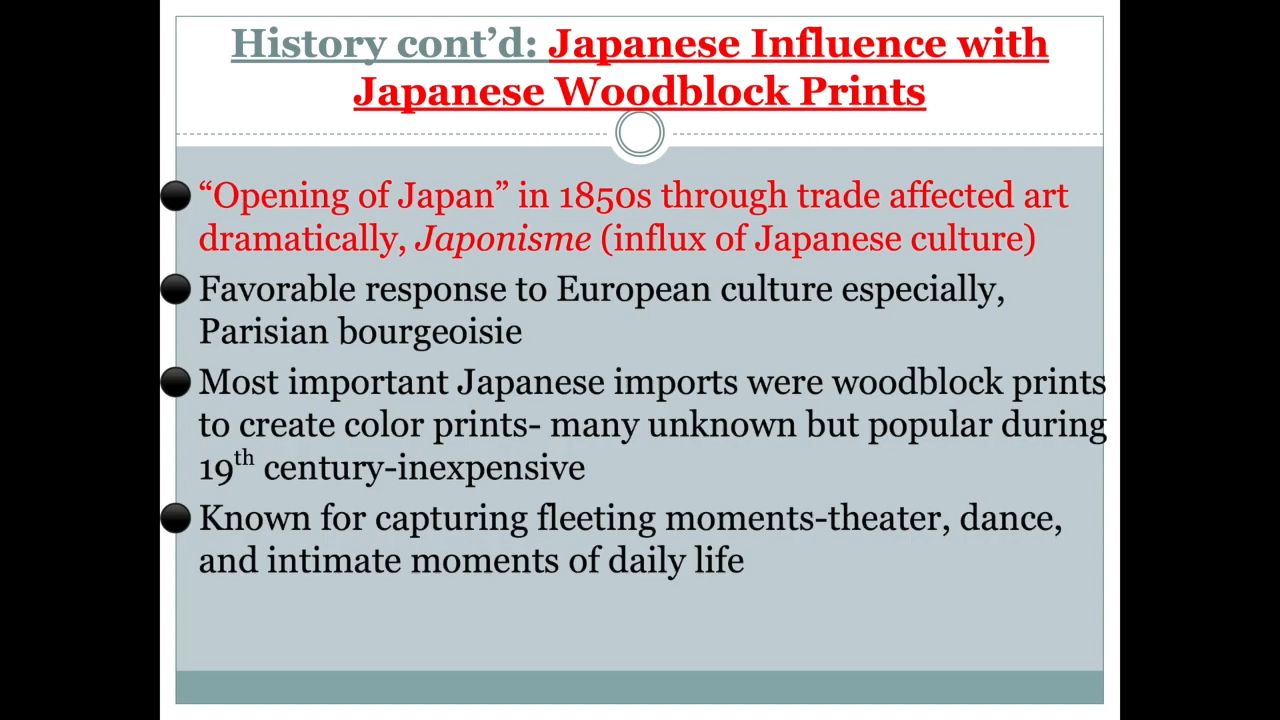 History cont’d: Japanese Influence with
Japanese Woodblock Prints
“Opening of Japan” in 1850s through trade affected art
dramatically, Japonisme (influx of Japanese culture)
Favorable response to European culture especially,
Parisian bourgeoisie
Most important Japanese imports were woodblock prints
to create color prints- many unknown but popular during
19th century-inexpensive
Known for capturing fleeting moments-theater, dance,
and intimate moments of daily life